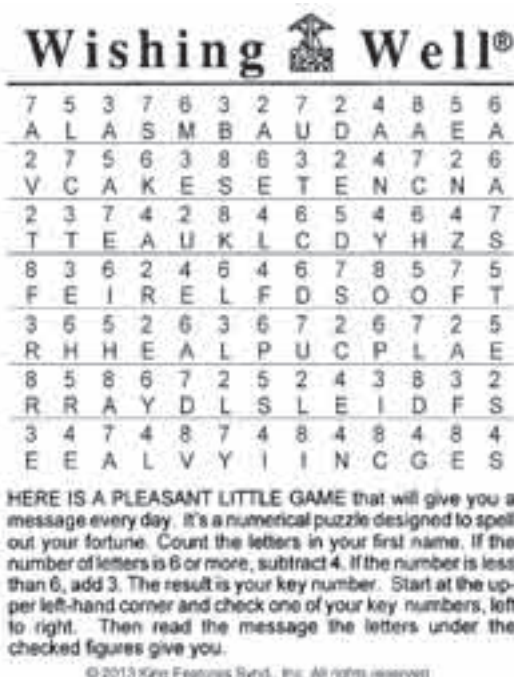 Wishing Well®
7 5 3 7 6 3 2 7 2 4 8 5 6
A L A S M B A U D A A E A
2 7 5 6 3 8 6 3 2 4 7 2 6
V C A K E S E T E N C N A
2 3 7 4 2 8 4 6 5 4 6 4 7
T T E A U K L C D Y H Z S
8 3 6 2 4 6 4 6 7 8 5 7 5
F E I R E L F D S O O F T
3 6 5 2 6 3 6 7 2 6 7 2 5
R H H E A L P U C P L A E
8 5 8 6 7 2 5 2 4 3 8 3 2
R R A Y D L S L E I D F S
3 4 7 4 8 7 4 8 4 8 4 8 4
E E A L V Y I I N C G E S
HERE IS A PLEASANT LITTLE GAME that will give you a
message every day. It's a numerical puzzle designed to spell
out your fortune. Count the letters in your first name. If the
number of letters is 6 or more, subtract 4. If the number is less
than 6, add 3. The result is your key number. Start at the up-
per left-hand corner and check one of your key numbers, left
to right. Then read the message the letters under the
checked figures give you.
© 2013 King Features Synd., Inc. All rights reserved.